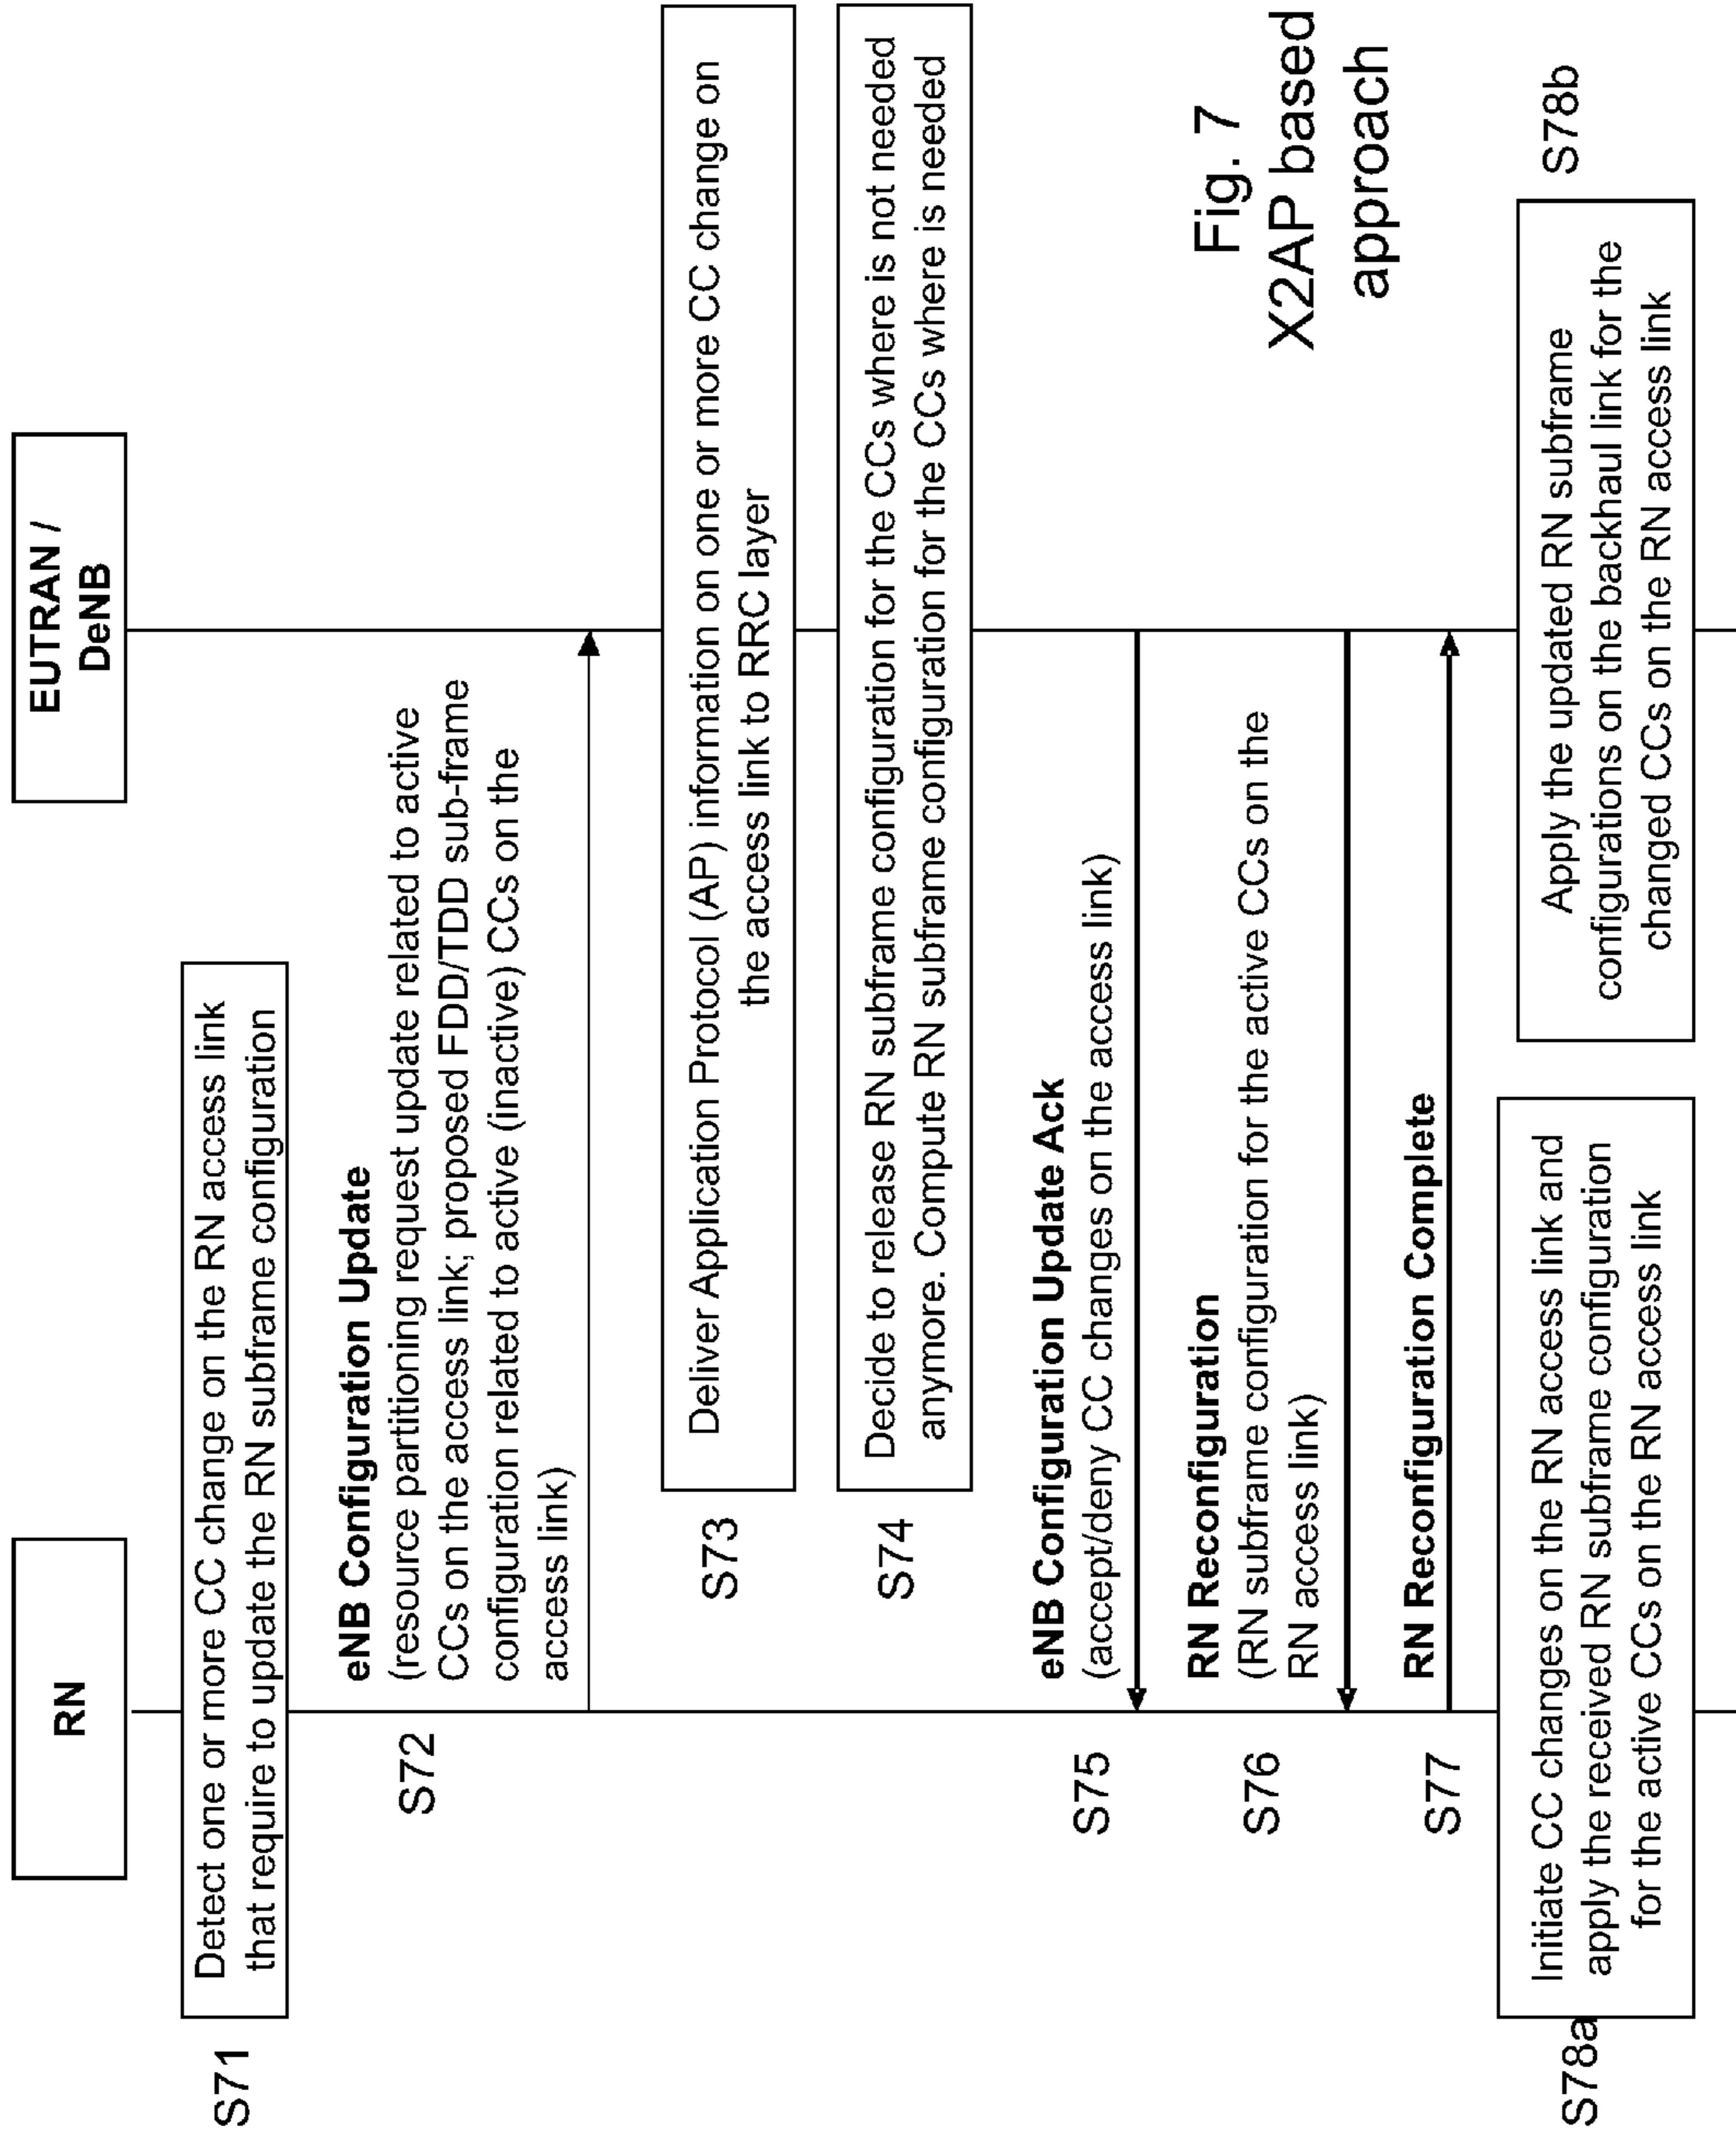 RN
EUTRAN /
DeNB
S71
Detect one or more CC change on the RN access link
that require to update the RN subframe configuration
S72
eNB Configuration Update
(resource partitioning request update related to active
CCs on the access link; proposed FDD/TDD sub-frame
configuration related to active (inactive) CCs on the
access link)
S73
Deliver Application Protocol (AP) information on one or more CC change on
the access link to RRC layer
S74
Decide to release RN subframe configuration for the CCs where is not needed
anymore. Compute RN subframe configuration for the CCs where is needed
S75
eNB Configuration Update Ack
(accept/deny CC changes on the access link)
S76
RN Reconfiguration
(RN subframe configuration for the active CCs on the
RN access link)
S77
RN Reconfiguration Complete
S78a
Initiate CC changes on the RN access link and
apply the received RN subframe configuration
for the active CCs on the RN access link
Apply the updated RN subframe
configurations on the backhaul link for the
changed CCs on the RN access link
S78b
Fig. 7
X2AP based
approach